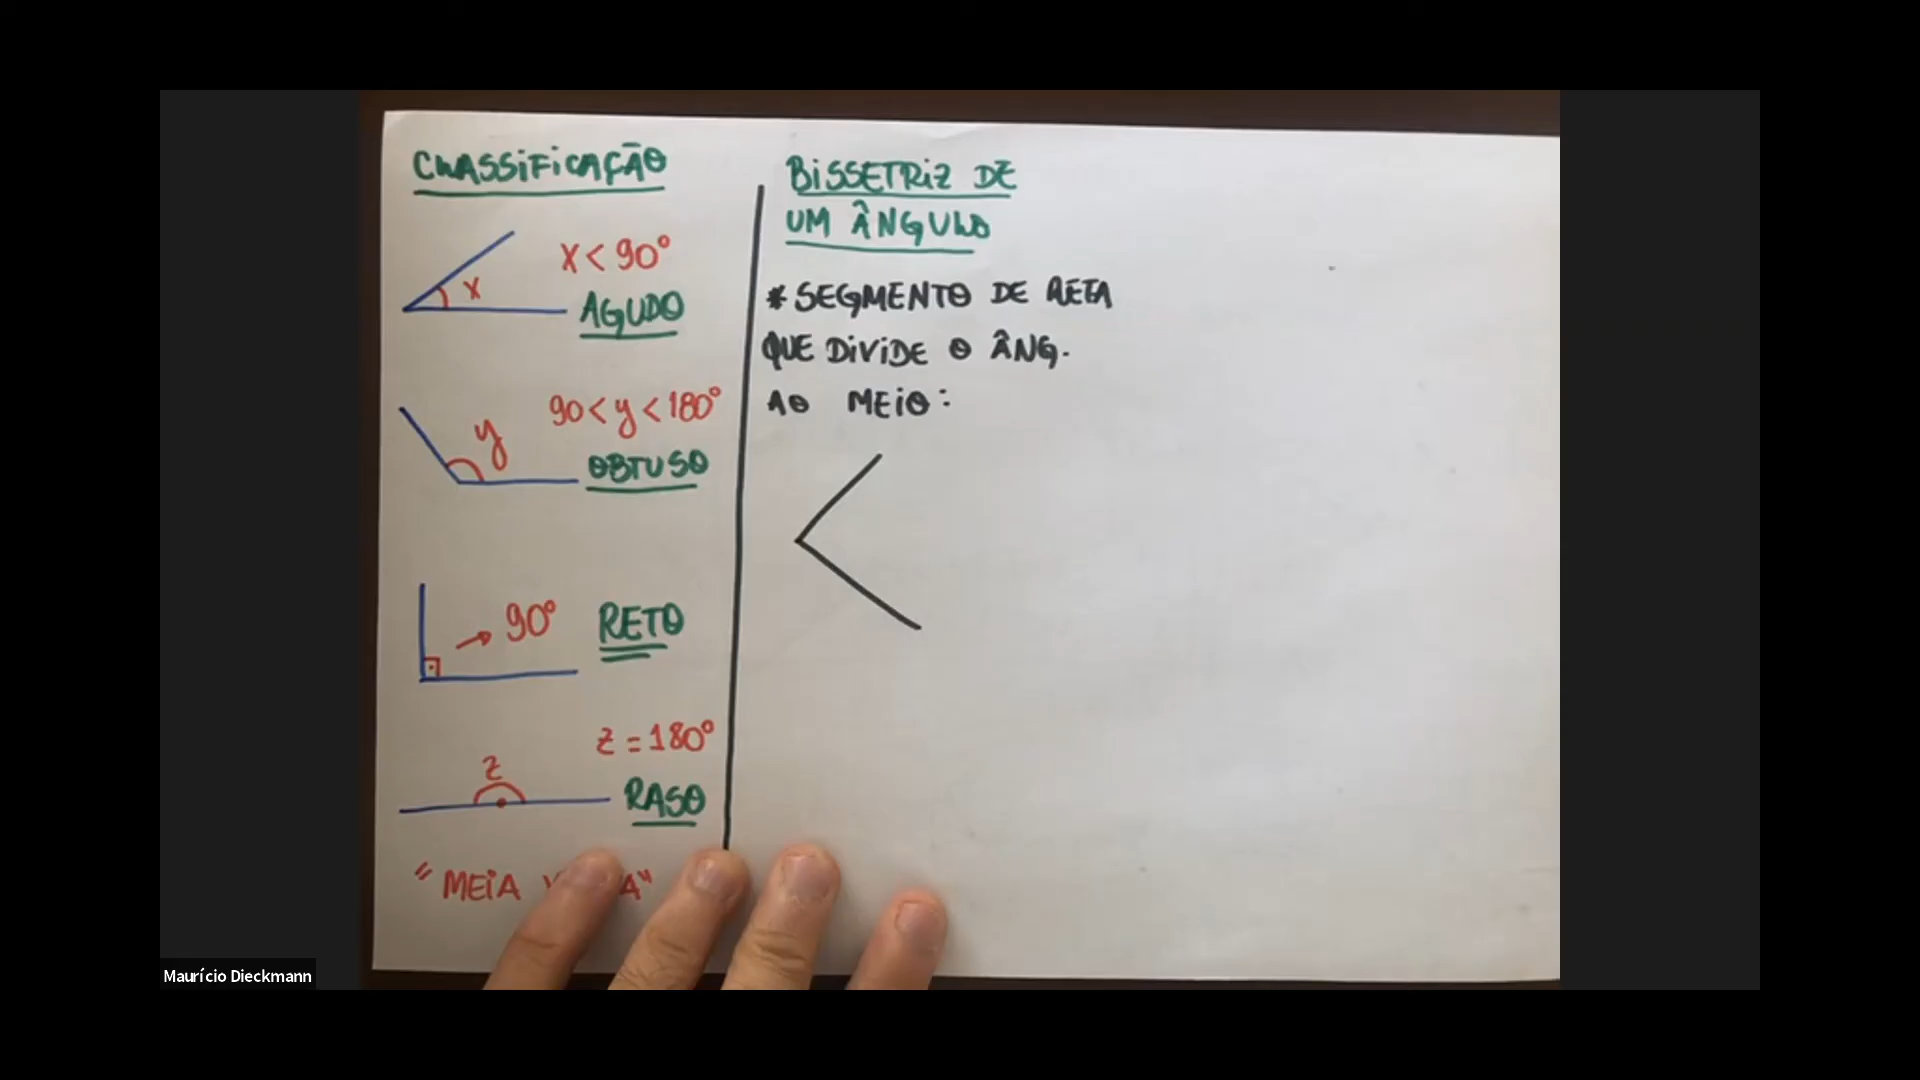 CLASSIFICAÇÃO
x < 90°
x
AGUDO
90 < y < 180°
y
OBTUSO
→ 90°
RETO
z = 180°
z
RASO
"MEIA
BISSETRIZ DE
UM ÂNGULO
* SEGMENTO DE RETA
QUE DIVIDE O ÂNG.
AO MEIO:
Maurício Dieckmann